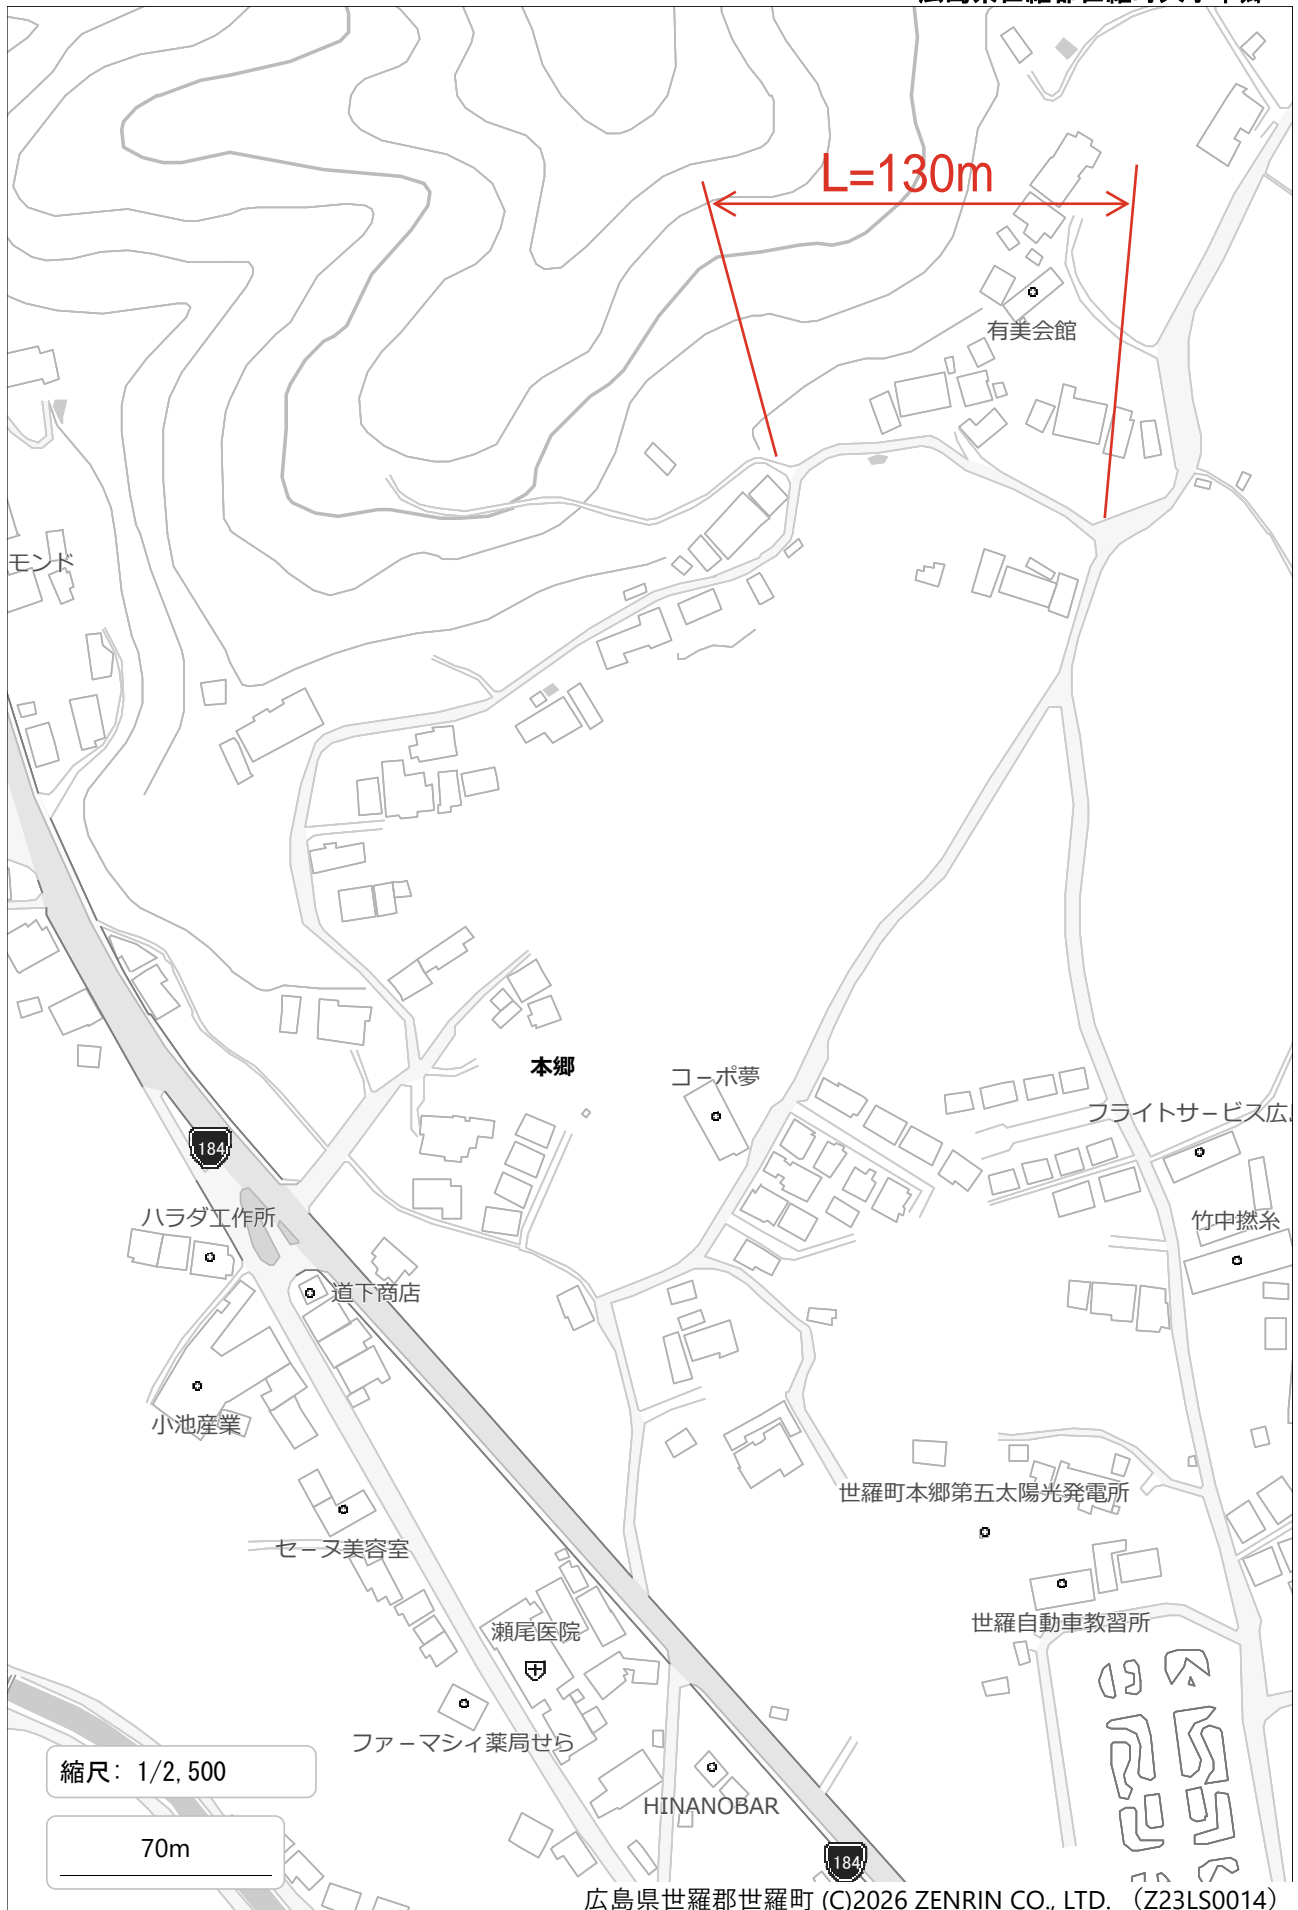 L=130m
有美会館
モンド
本郷
コーポ夢
フライトサービス広
184
ハラダ工作所
竹中撚糸
道下商店
小池産業
世羅町本郷第五太陽光発電所
セーヌ美容室
世羅自動車教習所
瀬尾医院
ファーマシィ薬局せら
縮尺: 1/2,500
HINANOBAR
70m
184
広島県世羅郡世羅町 (C)2026 ZENRIN CO., LTD. （Z23LS0014）